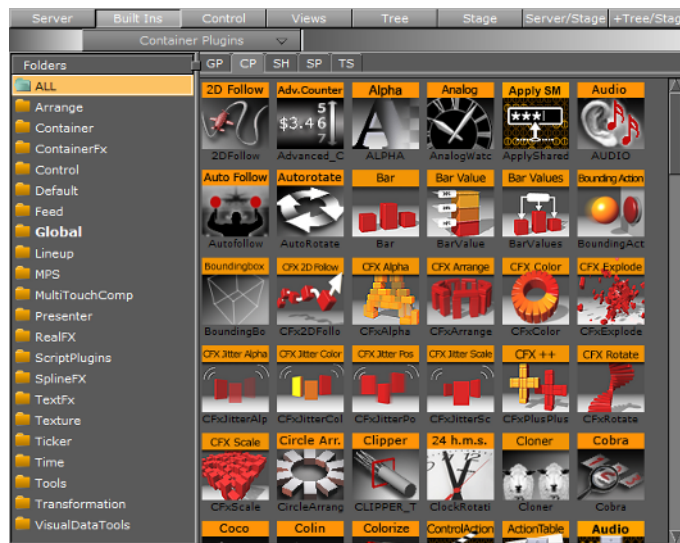 Server Built Ins Control Views Tree Stage Server/Stage +Tree/Stag
Container Plugins
Folders
GP CP SH SP TS
ALL
Arrange
Container
ContainerFx
Control
Default
Feed
Global
Lineup
MPS
MultiTouchComp
Presenter
RealFX
ScriptPlugins
SplineFX
TextFx
Texture
Ticker
Time
Tools
Transformation
VisualDataTools
2D Follow Adv.Counter Alpha Analog Apply SM Audio
$3.46 5 7 A ***
2DFollow Advanced_C ALPHA AnalogWatc ApplyShared AUDIO
Auto Follow Autorotate Bar Bar Value Bar Values Bounding Action
Autofollow AutoRotate Bar BarValue BarValues BoundingAct
Boundingbox CFX 2D Follow CFX Alpha CFX Arrange CFX Color CFX Explode
BoundingBo CFx2DFollo CFxAlpha CFxArrange CFxColor CFxExplode
CFX Jitter Alpha CFX Jitter Color CFX Jitter Pos CFX Jitter Scale CFX ++ CFX Rotate
CFxJitterAlp CFxJitterCol CFxJitterPo CFxJitterSc CFxPlusPlus CFxRotate
CFX Scale Circle Arr. Clipper 24 h.m.s. Cloner Cobra
CFxScale CircleArrang CLIPPER_T ClockRotati Cloner Cobra
Coco Colin Colorize ControlAction ActionTable Audio